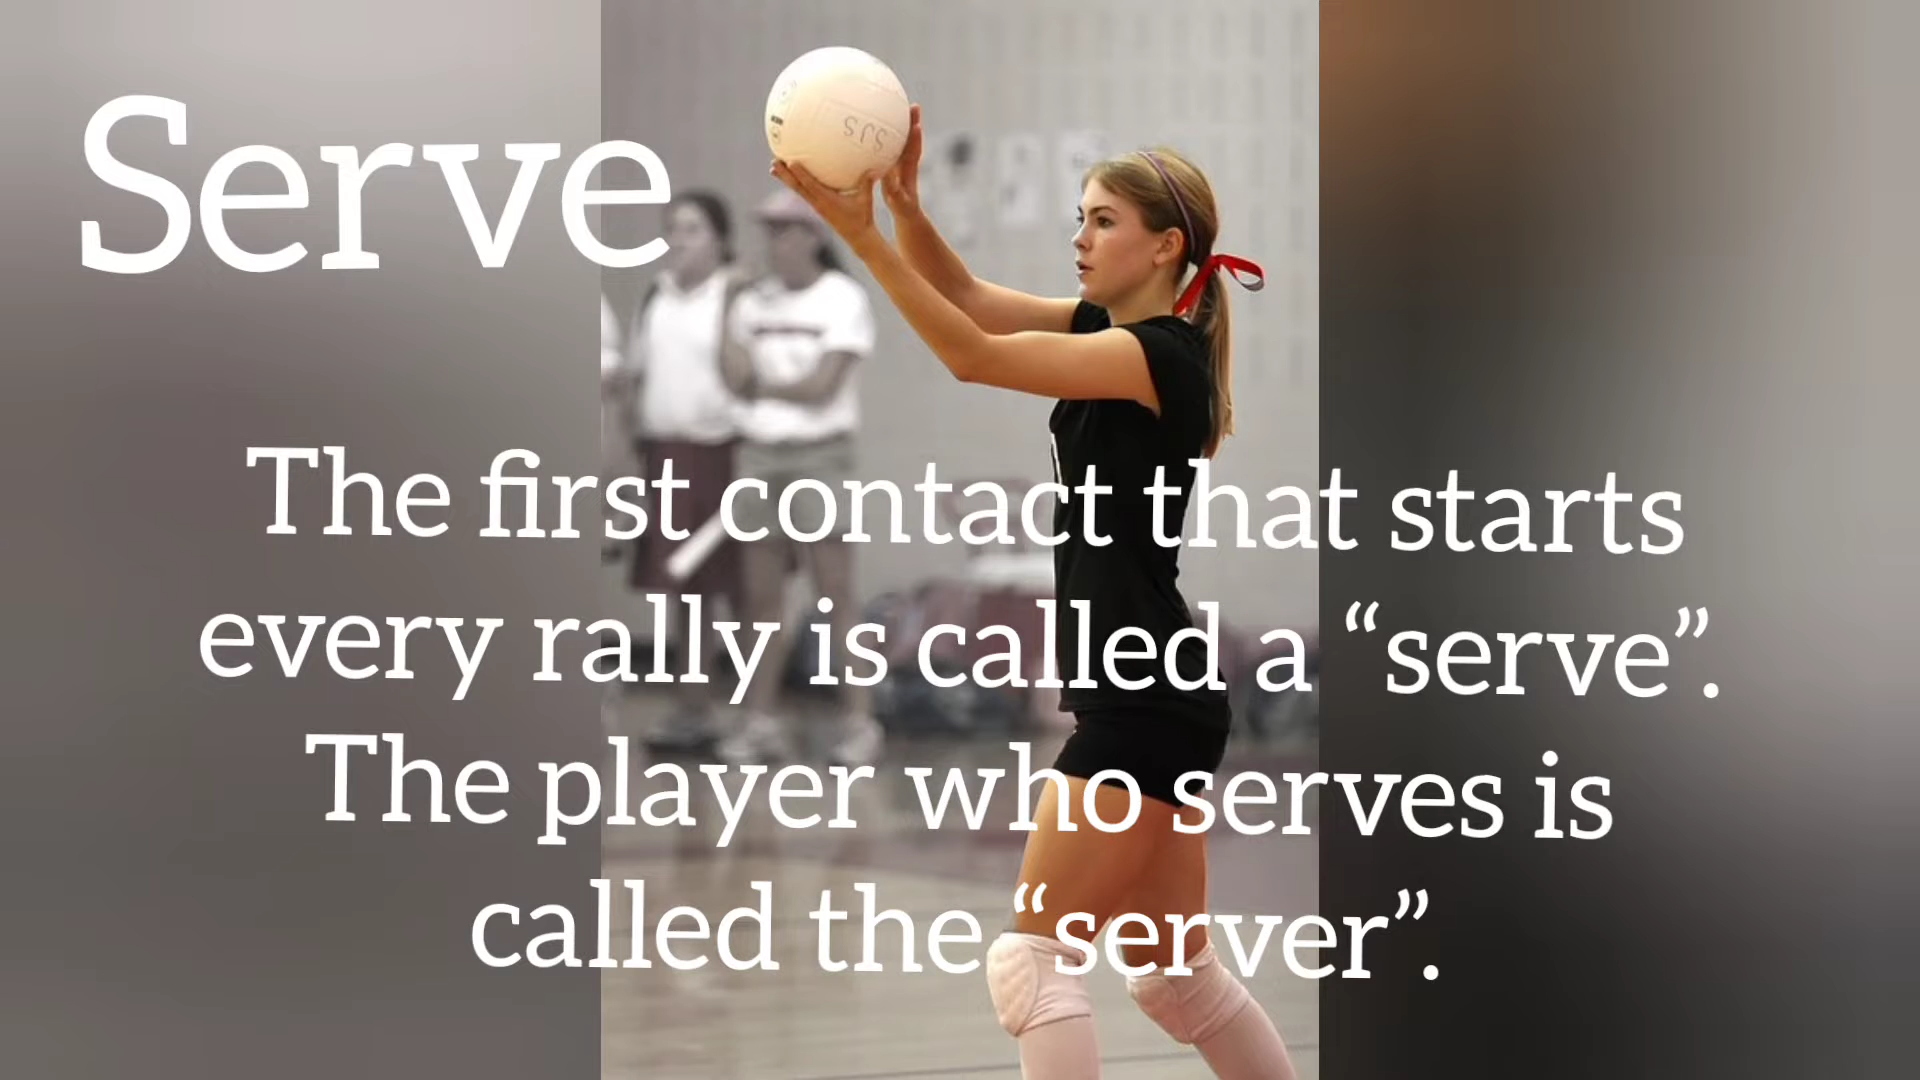 Serve
SJS
The first contact that starts
every rally is called a “serve”.
The player who serves is
called the “server”.